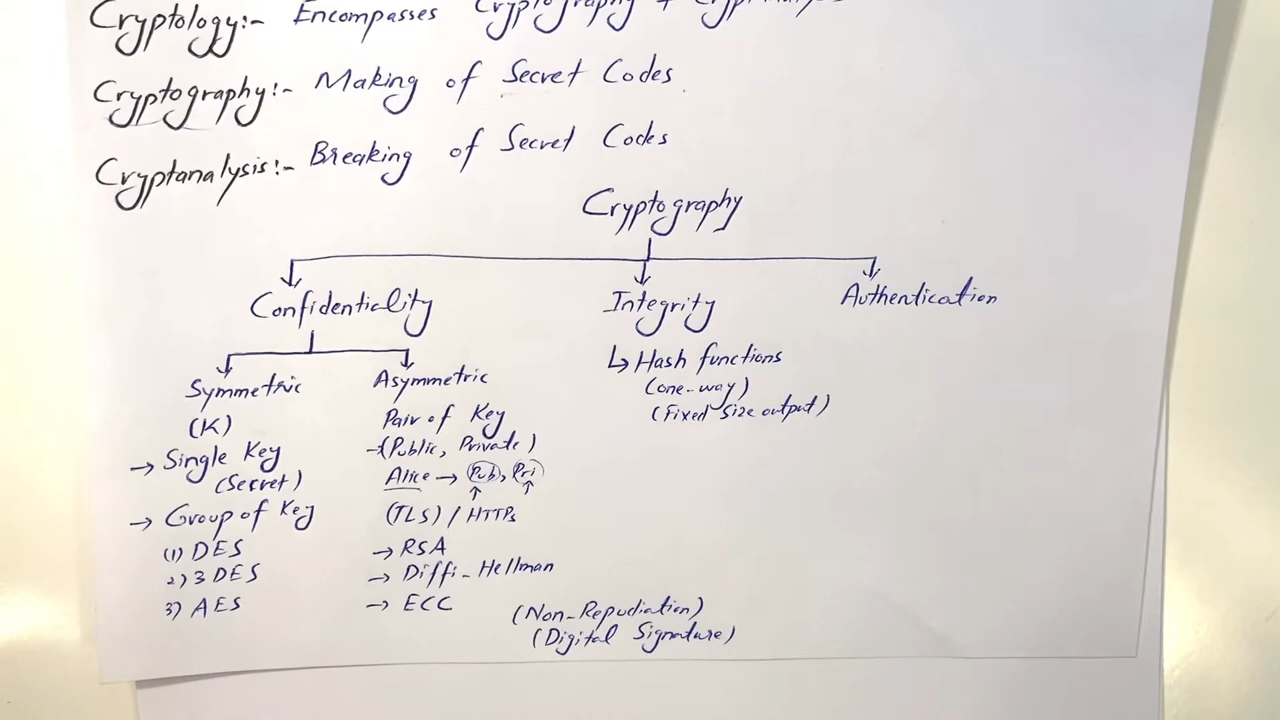 Cryptology:- Encompasses Cryptography + Cryptanalysis
Cryptography:- Making of Secret Codes
Cryptanalysis:- Breaking of Secret Codes
Cryptography
Confidentiality
Integrity
Authentication
Symmetric
(K)
→ Single Key
(Secret)
→ Group of Key
(1) DES
2) 3 DES
3) AES
Asymmetric
Pair of Key
(Public, Private)
Alice → Pub, Pri
(TLS) / HTTPs
→ RSA
→ Diffi-Hellman
→ ECC
↳ Hash functions
(one-way)
(Fixed Size output)
(Non-Repudiation)
(Digital Signature)